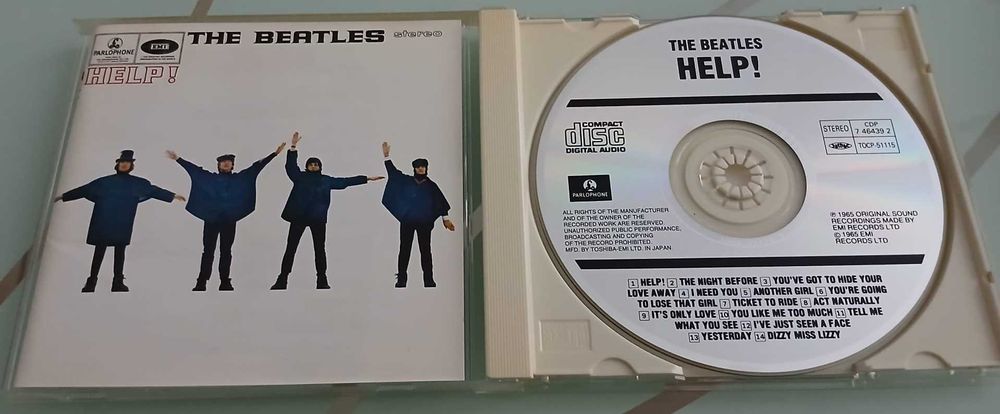 PARLOPHONE
EMI
THE BEATLES stereo
HELP!
THE BEATLES
HELP!
COMPACT
disc
DIGITAL AUDIO
STEREO
CDP
7 46439 2
TOCP-51115
PARLOPHONE
ALL RIGHTS OF THE MANUFACTURER
AND OF THE OWNER OF THE
RECORDED WORK ARE RESERVED.
UNAUTHORIZED PUBLIC PERFORMANCE,
BROADCASTING AND COPYING
OF THE RECORD PROHIBITED.
MFD. BY TOSHIBA-EMI LTD. IN JAPAN
℗ 1965 ORIGINAL SOUND
RECORDINGS MADE BY
EMI RECORDS LTD
© 1965 EMI
RECORDS LTD
1 HELP! 2 THE NIGHT BEFORE 3 YOU'VE GOT TO HIDE YOUR
LOVE AWAY 4 I NEED YOU 5 ANOTHER GIRL 6 YOU'RE GOING
TO LOSE THAT GIRL 7 TICKET TO RIDE 8 ACT NATURALLY
9 IT'S ONLY LOVE 10 YOU LIKE ME TOO MUCH 11 TELL ME
WHAT YOU SEE 12 I'VE JUST SEEN A FACE
13 YESTERDAY 14 DIZZY MISS LIZZY